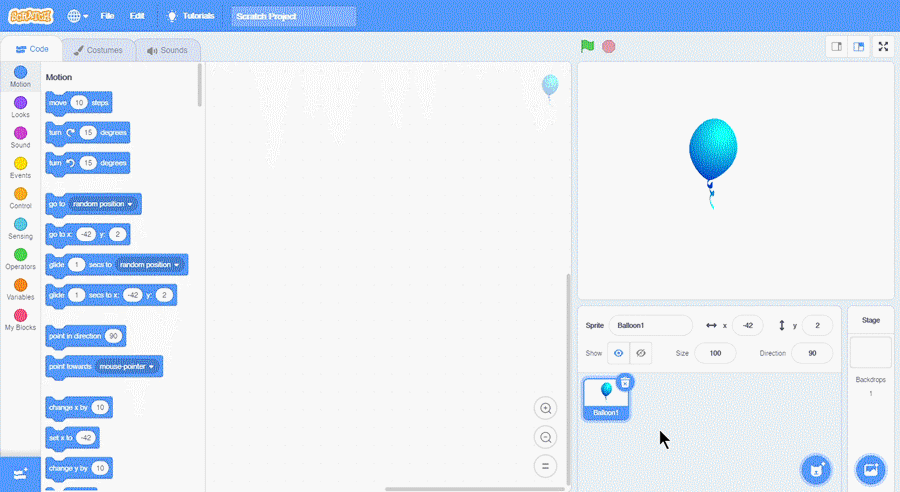 SCRATCH File Edit Tutorials Scratch Project
Code Costumes Sounds
Motion
Looks
Sound
Events
Control
Sensing
Operators
Variables
My Blocks
Motion
move 10 steps
turn 15 degrees
turn 15 degrees
go to random position
go to x: -42 y: 2
glide 1 secs to random position
glide 1 secs to x: -42 y: 2
point in direction 90
point towards mouse-pointer
change x by 10
set x to -42
change y by 10
Sprite Balloon1 x -42 y 2
Show Size 100 Direction 90
Balloon1
Stage
Backdrops
1